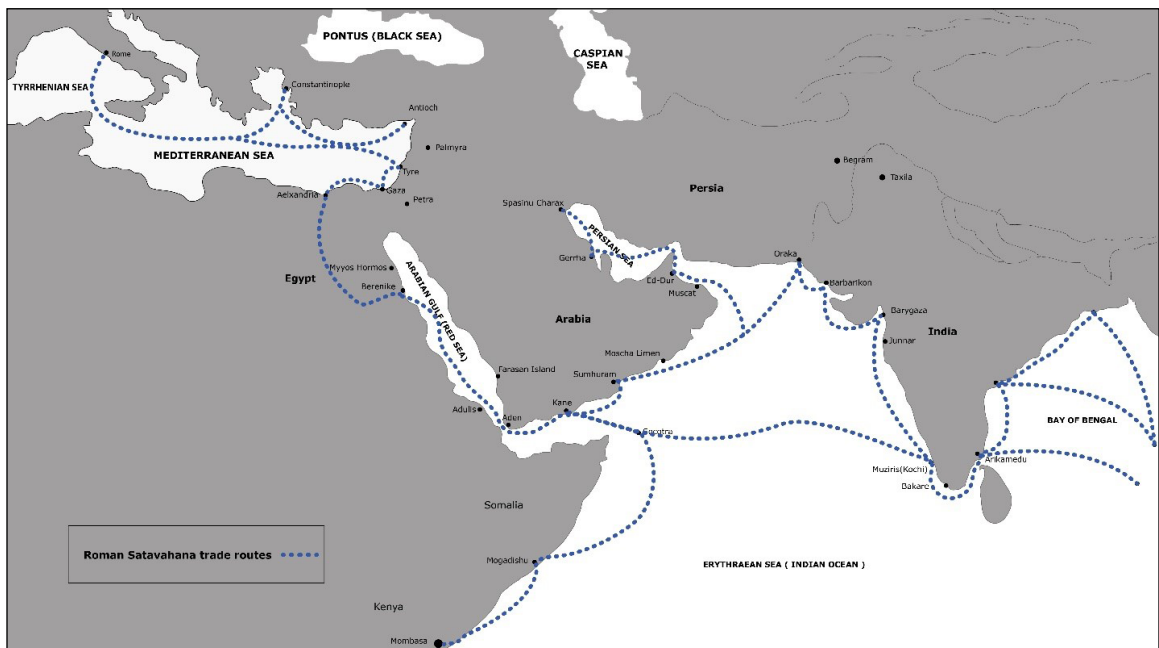 PONTUS (BLACK SEA)
CASPIAN
SEA
Rome
TYRRHENIAN SEA
Constantinople
Antioch
MEDITERRANEAN SEA
Palmyra
Begram
Tyre
Taxila
Persia
Aelxandria
Gaza
Petra
Spasinu Charax
PERSIAN SEA
Gerrha
Oraka
Myyos Hormos
Egypt
ARABIAN GULF (RED SEA)
Ed-Dur
Barbarikon
Berenike
Muscat
Barygaza
Arabia
India
Junnar
Moscha Limen
Farasan Island
Sumhuram
Adulis
Kane
Aden
BAY OF BENGAL
Socotra
Arikamedu
Muziris(Kochi)
Bakare
Somalia
Roman Satavahana trade routes
Mogadishu
ERYTHRAEAN SEA ( INDIAN OCEAN )
Kenya
Mombasa